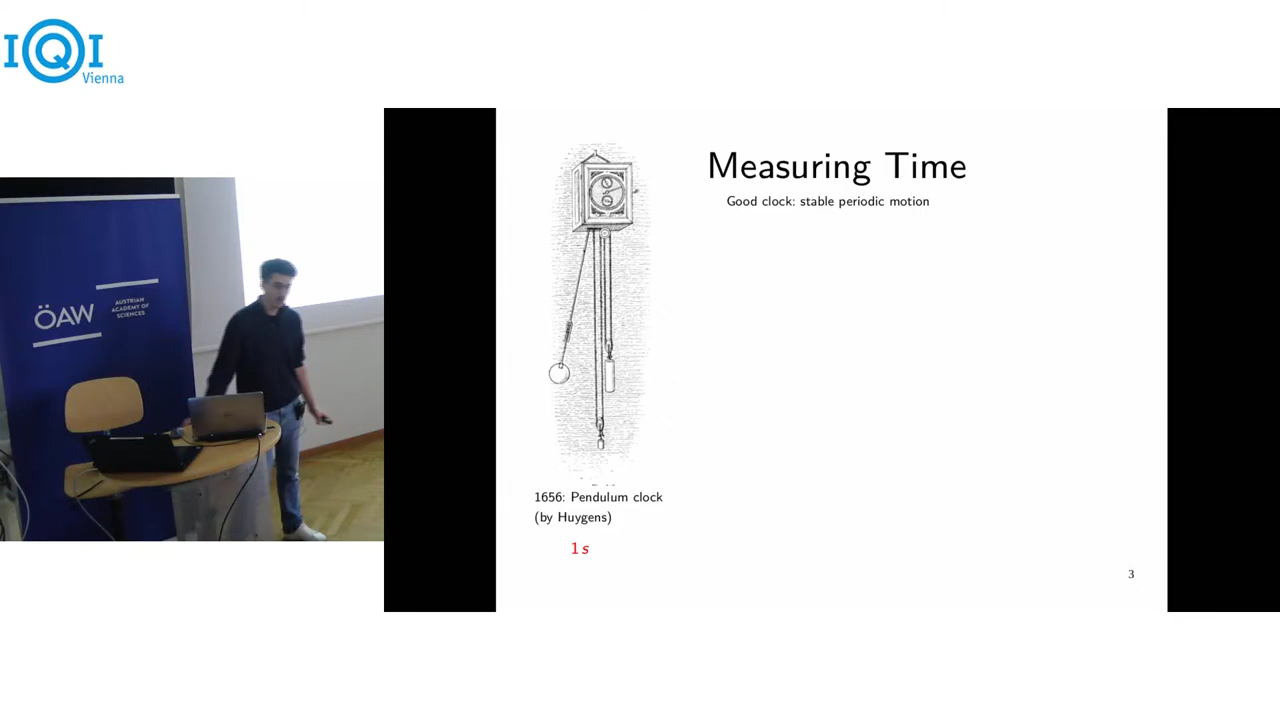 IQI
Vienna
ÖAW
AUSTRIAN
ACADEMY OF
SCIENCES
Measuring Time
Good clock: stable periodic motion
1656: Pendulum clock
(by Huygens)
1 s
3